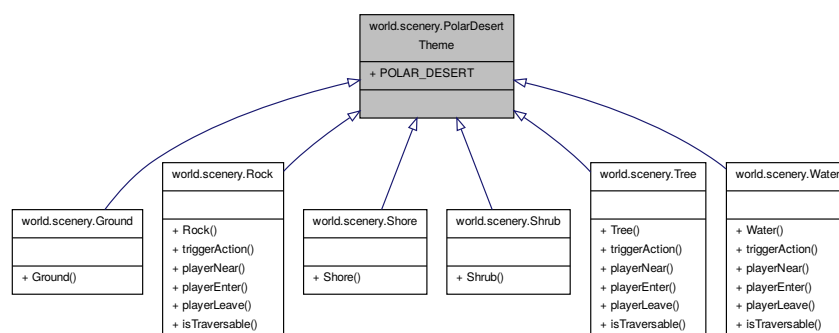 world.scenery.PolarDesert
Theme
+ POLAR_DESERT
world.scenery.Ground
+ Ground()
world.scenery.Rock
+ Rock()
+ triggerAction()
+ playerNear()
+ playerEnter()
+ playerLeave()
+ isTraversable()
world.scenery.Shore
+ Shore()
world.scenery.Shrub
+ Shrub()
world.scenery.Tree
+ Tree()
+ triggerAction()
+ playerNear()
+ playerEnter()
+ playerLeave()
+ isTraversable()
world.scenery.Water
+ Water()
+ triggerAction()
+ playerNear()
+ playerEnter()
+ playerLeave()
+ isTraversable()